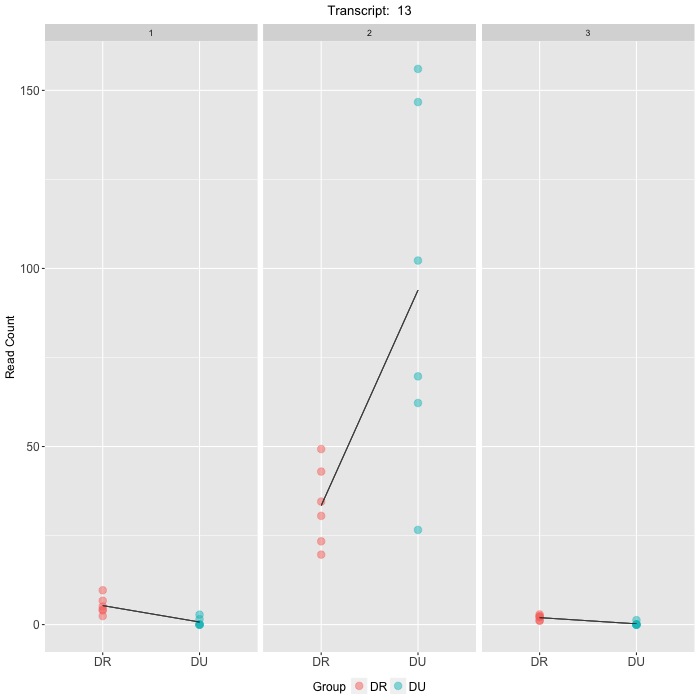 Transcript:  13
1 2 3
150
100
50
0
Read Count
DR DU DR DU DR DU
Group DR DU